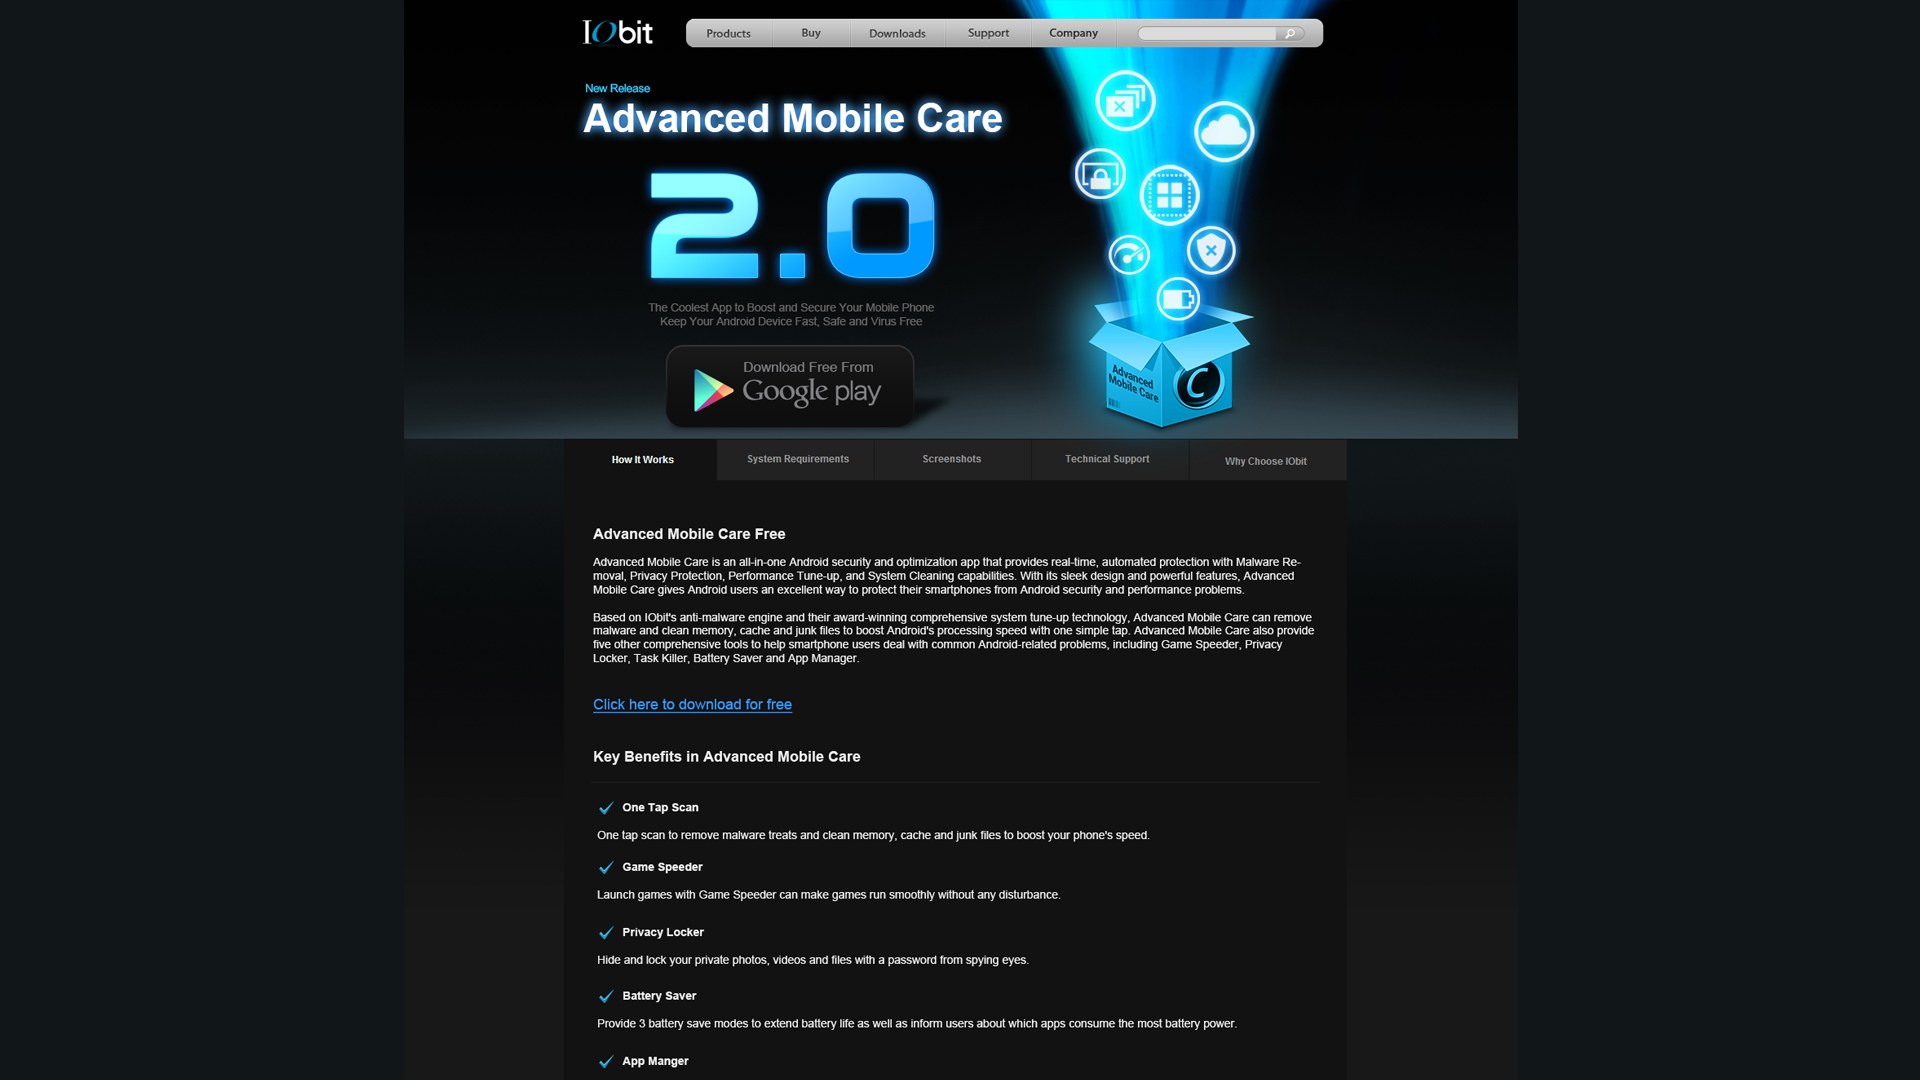 IObit
Products
Buy
Downloads
Support
Company
New Release
Advanced Mobile Care
2.0
The Coolest App to Boost and Secure Your Mobile Phone
Keep Your Android Device Fast, Safe and Virus Free
Download Free From
Google play
Advanced
Mobile Care
C
How It Works
System Requirements
Screenshots
Technical Support
Why Choose IObit
Advanced Mobile Care Free
Advanced Mobile Care is an all-in-one Android security and optimization app that provides real-time, automated protection with Malware Re-
moval, Privacy Protection, Performance Tune-up, and System Cleaning capabilities. With its sleek design and powerful features, Advanced
Mobile Care gives Android users an excellent way to protect their smartphones from Android security and performance problems.
Based on IObit's anti-malware engine and their award-winning comprehensive system tune-up technology, Advanced Mobile Care can remove
malware and clean memory, cache and junk files to boost Android's processing speed with one simple tap. Advanced Mobile Care also provide
five other comprehensive tools to help smartphone users deal with common Android-related problems, including Game Speeder, Privacy
Locker, Task Killer, Battery Saver and App Manager.
Click here to download for free
Key Benefits in Advanced Mobile Care
One Tap Scan
One tap scan to remove malware treats and clean memory, cache and junk files to boost your phone's speed.
Game Speeder
Launch games with Game Speeder can make games run smoothly without any disturbance.
Privacy Locker
Hide and lock your private photos, videos and files with a password from spying eyes.
Battery Saver
Provide 3 battery save modes to extend battery life as well as inform users about which apps consume the most battery power.
App Manger